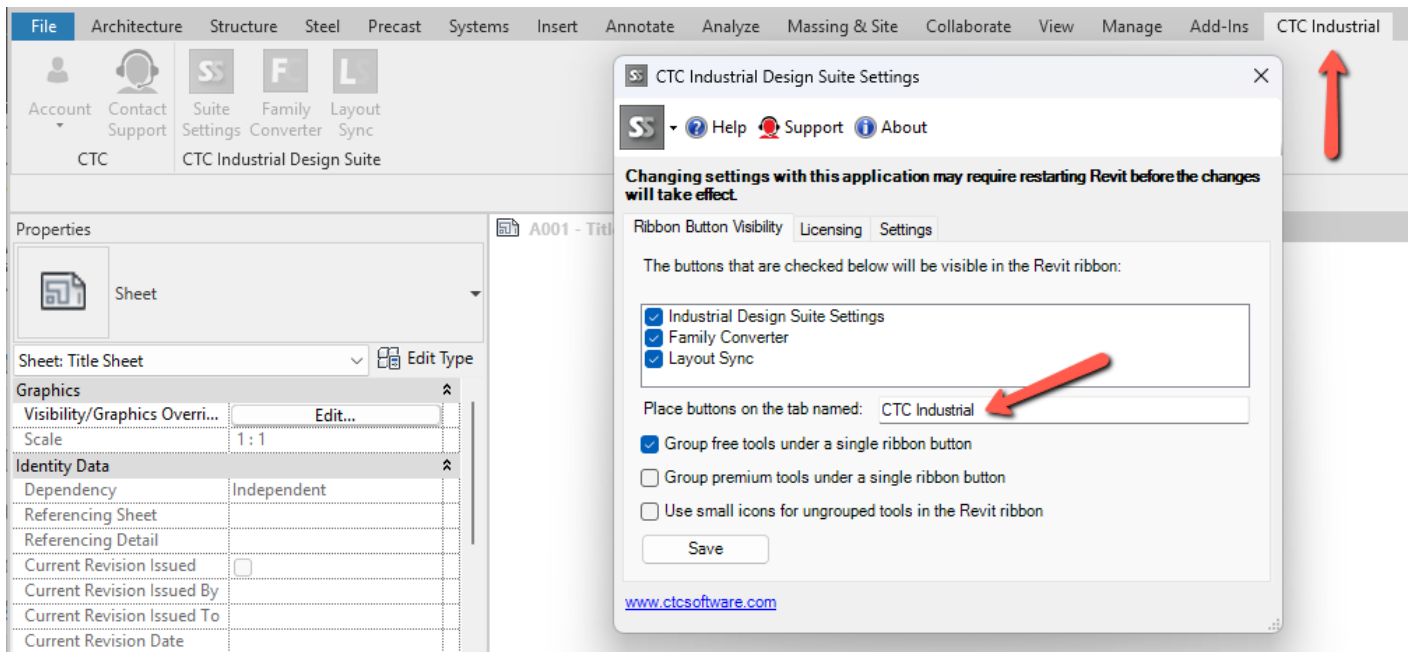 File Architecture Structure Steel Precast Systems Insert Annotate Analyze Massing & Site Collaborate View Manage Add-Ins CTC Industrial
SS F C L S
Account Contact Support Suite Settings Family Converter Layout Sync
CTC CTC Industrial Design Suite
Properties
Sheet
Sheet: Title Sheet Edit Type
Graphics
Visibility/Graphics Overri... Edit...
Scale 1 : 1
Identity Data
Dependency Independent
Referencing Sheet
Referencing Detail
Current Revision Issued
Current Revision Issued By
Current Revision Issued To
Current Revision Date
A001 - Titl
SS CTC Industrial Design Suite Settings
SS Help Support About
Changing settings with this application may require restarting Revit before the changes
will take effect.
Ribbon Button Visibility Licensing Settings
The buttons that are checked below will be visible in the Revit ribbon:
Industrial Design Suite Settings
Family Converter
Layout Sync
Place buttons on the tab named: CTC Industrial
Group free tools under a single ribbon button
Group premium tools under a single ribbon button
Use small icons for ungrouped tools in the Revit ribbon
Save
www.ctcsoftware.com